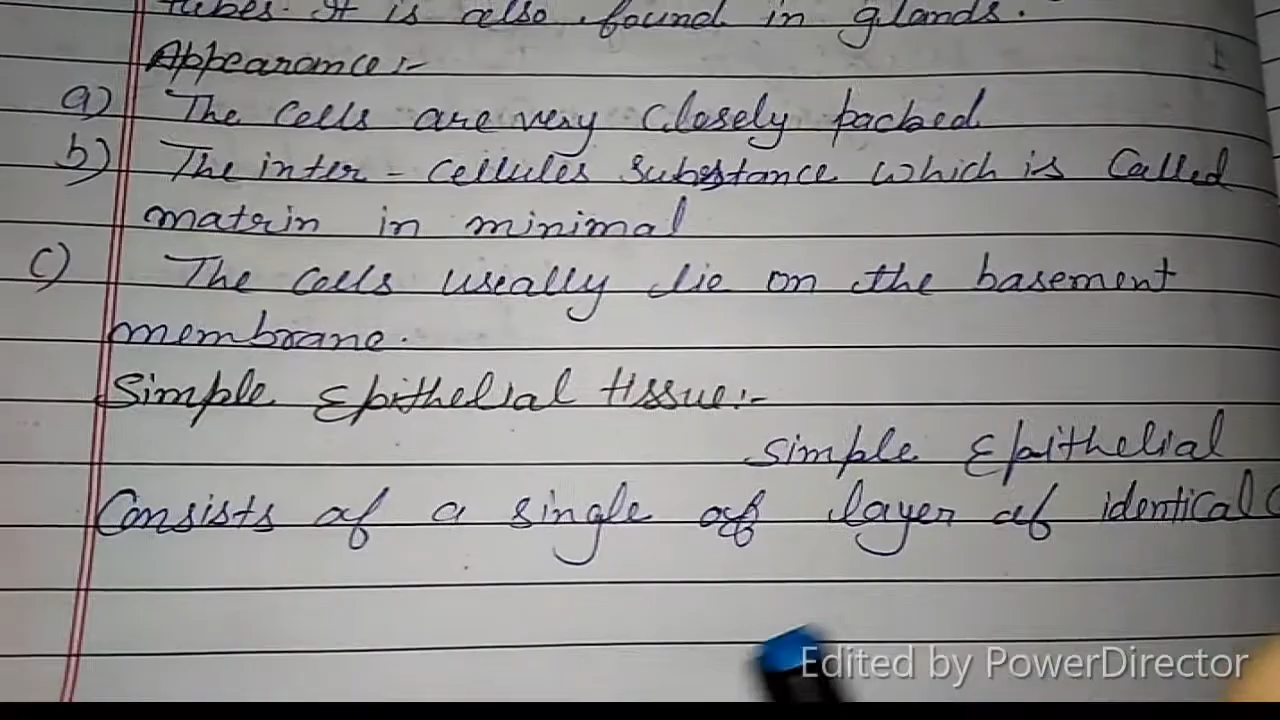 tubes. It is also found in glands.
Appearance :-
a) The cells are very closely packed
b) The inter - cellules substance which is called
matrin in minimal
c) The cells useally lie on the basement
membrane.
Simple Epithelial tissue :-
simple Epithelial
Consists of a single of layer of identical
Edited by PowerDirector